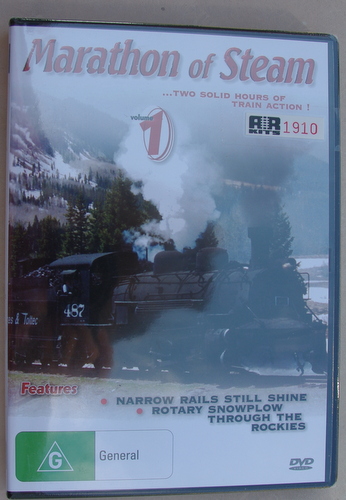 Marathon of Steam
...TWO SOLID HOURS OF
TRAIN ACTION !
volume 1
1910
487
& Toltec
Features
• NARROW RAILS STILL SHINE
• ROTARY SNOWPLOW
THROUGH THE
ROCKIES
G
General
DVD